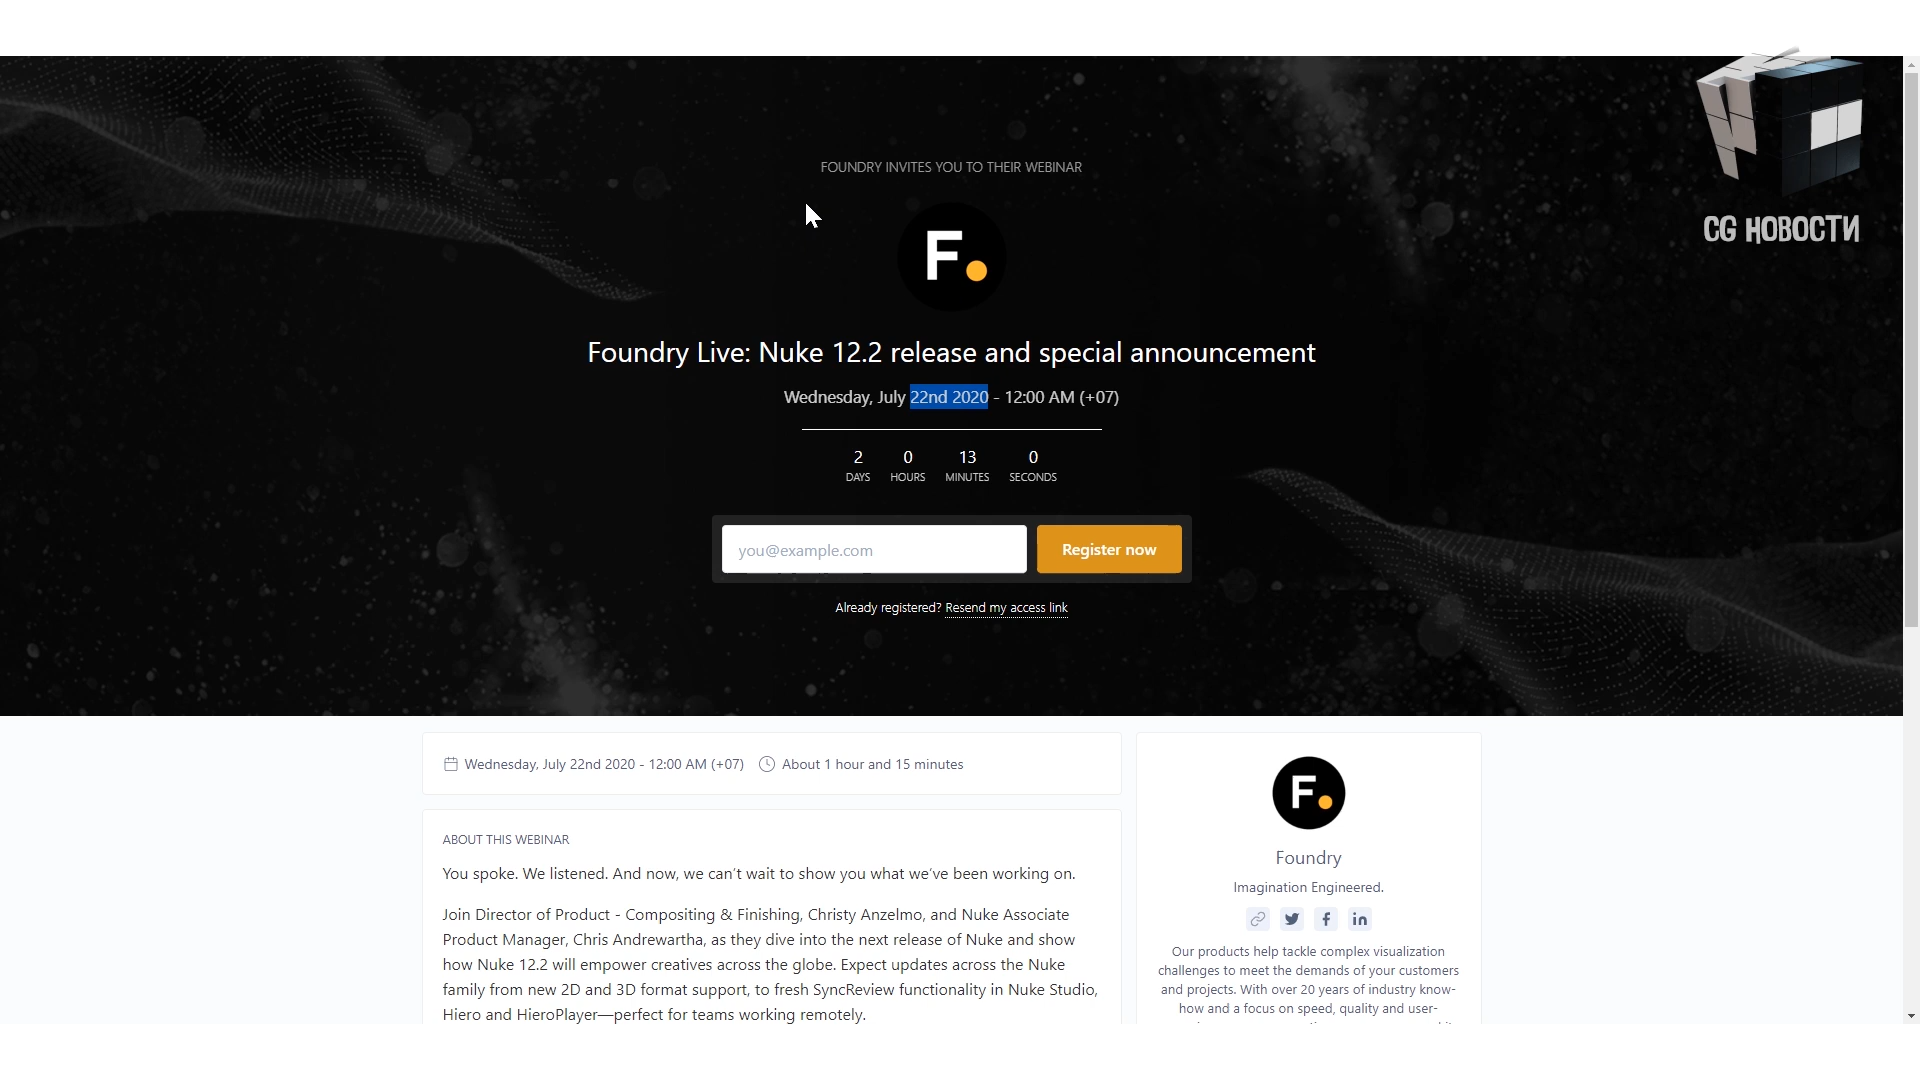 FOUNDRY INVITES YOU TO THEIR WEBINAR
CG НОВОСТИ
F.
Foundry Live: Nuke 12.2 release and special announcement
Wednesday, July 22nd 2020 - 12:00 AM (+07)
2 0 13 0
DAYS HOURS MINUTES SECONDS
you@example.com Register now
Already registered? Resend my access link
Wednesday, July 22nd 2020 - 12:00 AM (+07) About 1 hour and 15 minutes
ABOUT THIS WEBINAR
You spoke. We listened. And now, we can’t wait to show you what we’ve been working on.
Join Director of Product - Compositing & Finishing, Christy Anzelmo, and Nuke Associate
Product Manager, Chris Andrewartha, as they dive into the next release of Nuke and show
how Nuke 12.2 will empower creatives across the globe. Expect updates across the Nuke
family from new 2D and 3D format support, to fresh SyncReview functionality in Nuke Studio,
Hiero and HieroPlayer—perfect for teams working remotely.
F.
Foundry
Imagination Engineered.
Our products help tackle complex visualization
challenges to meet the demands of your customers
and projects. With over 20 years of industry know-
how and a focus on speed, quality and user-